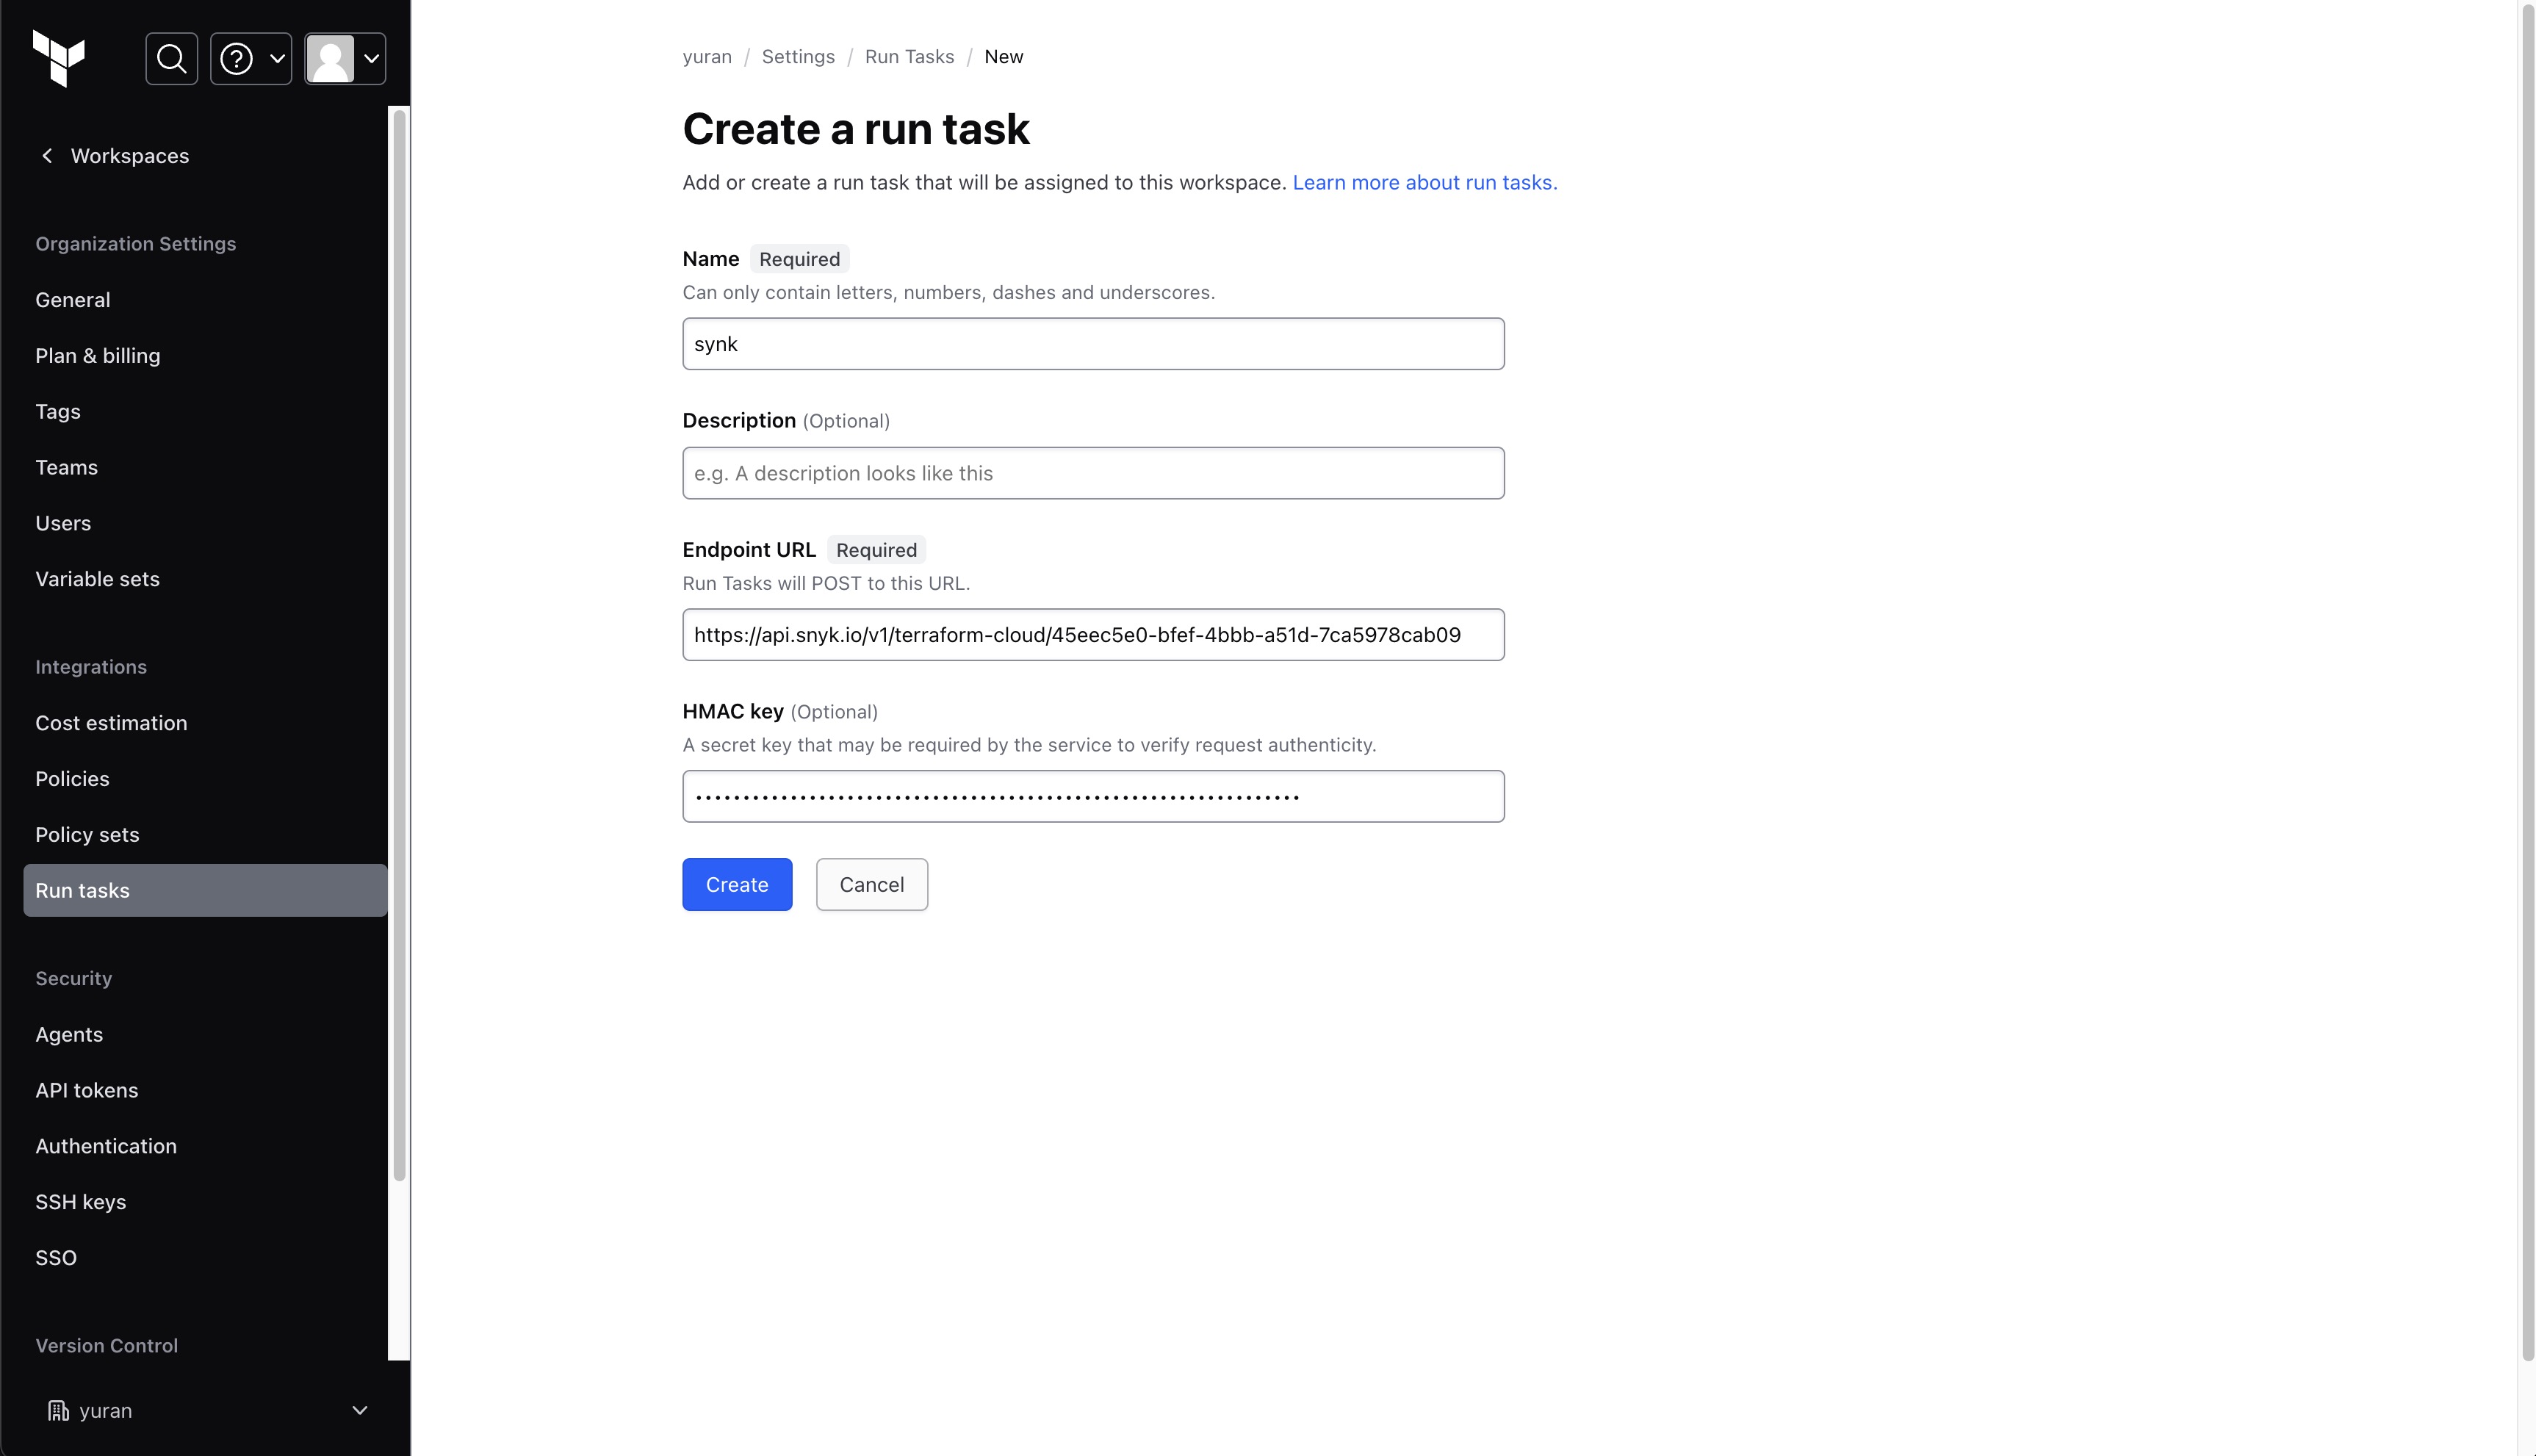 Workspaces
Organization Settings
General
Plan & billing
Tags
Teams
Users
Variable sets
Integrations
Cost estimation
Policies
Policy sets
Run tasks
Security
Agents
API tokens
Authentication
SSH keys
SSO
Version Control
yuran
yuran / Settings / Run Tasks / New
Create a run task
Add or create a run task that will be assigned to this workspace. Learn more about run tasks.
Name Required
Can only contain letters, numbers, dashes and underscores.
synk
Description (Optional)
e.g. A description looks like this
Endpoint URL Required
Run Tasks will POST to this URL.
https://api.snyk.io/v1/terraform-cloud/45eec5e0-bfef-4bbb-a51d-7ca5978cab09
HMAC key (Optional)
A secret key that may be required by the service to verify request authenticity.
Create Cancel